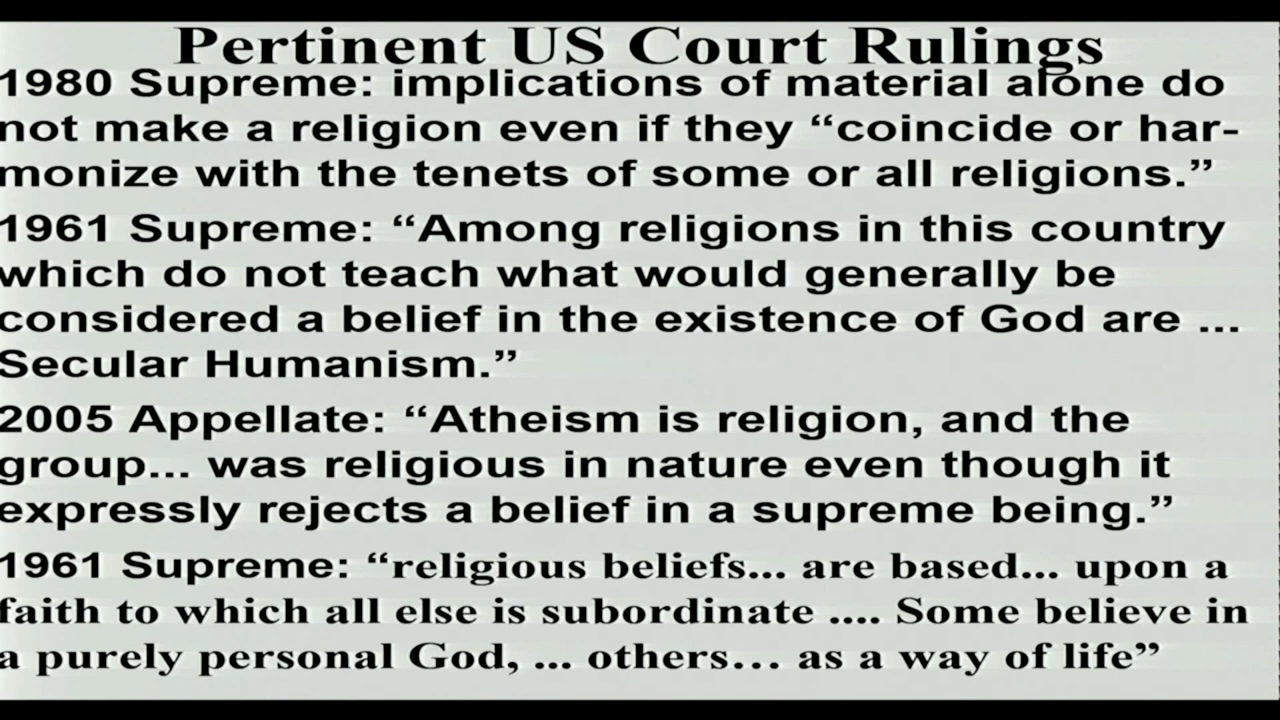 Pertinent US Court Rulings
1980 Supreme: implications of material alone do
not make a religion even if they “coincide or har-
monize with the tenets of some or all religions.”
1961 Supreme: “Among religions in this country
which do not teach what would generally be
considered a belief in the existence of God are ...
Secular Humanism.”
2005 Appellate: “Atheism is religion, and the
group... was religious in nature even though it
expressly rejects a belief in a supreme being.”
1961 Supreme: “religious beliefs... are based... upon a
faith to which all else is subordinate .... Some believe in
a purely personal God, ... others… as a way of life”